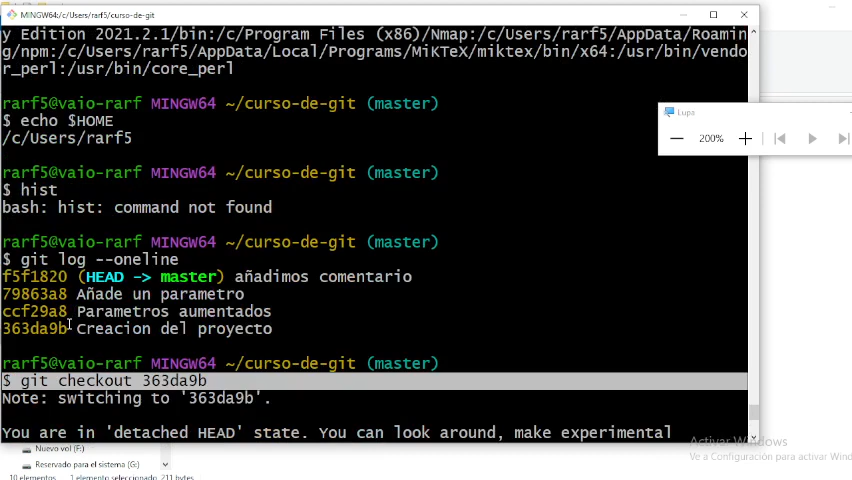 MINGW64:/c/Users/rarf5/curso-de-git
y Edition 2021.2.1/bin:/c/Program Files (x86)/Nmap:/c/Users/rarf5/AppData/Roamin
g/npm:/c/Users/rarf5/AppData/Local/Programs/MiKTeX/miktex/bin/x64:/usr/bin/vendo
r_perl:/usr/bin/core_perl
rarf5@vaio-rarf MINGW64 ~/curso-de-git (master)
$ echo $HOME
/c/Users/rarf5
rarf5@vaio-rarf MINGW64 ~/curso-de-git (master)
$ hist
bash: hist: command not found
rarf5@vaio-rarf MINGW64 ~/curso-de-git (master)
$ git log --oneline
f5f1820 (HEAD -> master) añadimos comentario
79863a8 Añade un parametro
ccf29a8 Parametros aumentados
363da9b Creacion del proyecto
rarf5@vaio-rarf MINGW64 ~/curso-de-git (master)
$ git checkout 363da9b
Note: switching to '363da9b'.
You are in 'detached HEAD' state. You can look around, make experimental
Lupa
200%
Activar Windows
Ve a Configuración para activar Wind
Nuevo vol (F:)
Reservado para el sistema (G:)
10 elementos
1 elemento seleccionado 211 bytes